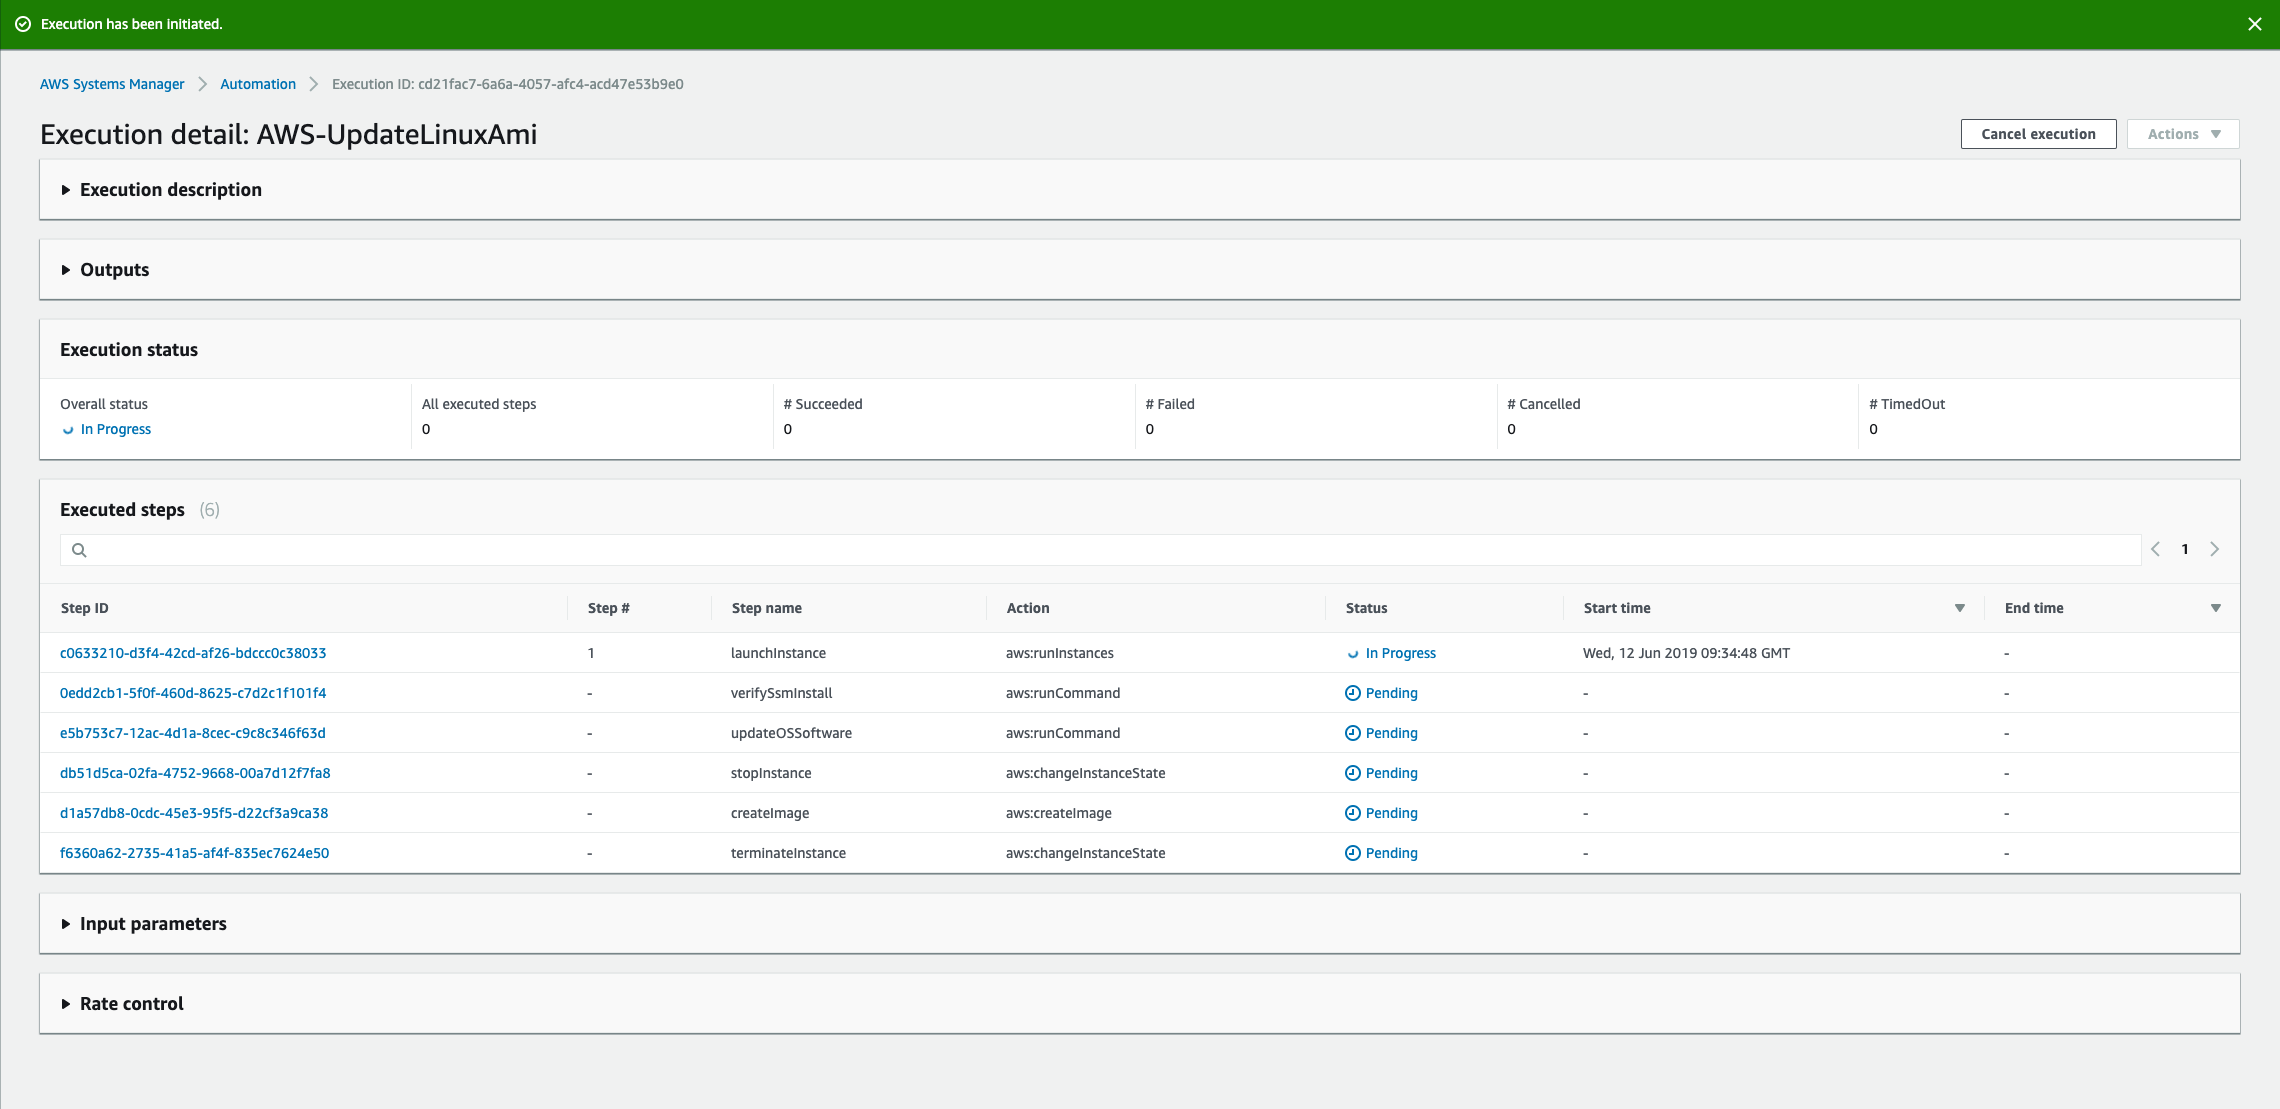 Execution has been initiated.
AWS Systems Manager Automation Execution ID: cd21fac7-6a6a-4057-afc4-acd47e53b9e0
Execution detail: AWS-UpdateLinuxAmi
Cancel execution Actions
Execution description
Outputs
Execution status
Overall status All executed steps # Succeeded # Failed # Cancelled # TimedOut
In Progress 0 0 0 0 0
Executed steps (6)
1
Step ID Step # Step name Action Status Start time End time
c0633210-d3f4-42cd-af26-bdccc0c38033 1 launchInstance aws:runInstances In Progress Wed, 12 Jun 2019 09:34:48 GMT -
0edd2cb1-5f0f-460d-8625-c7d2c1f101f4 - verifySsmInstall aws:runCommand Pending - -
e5b753c7-12ac-4d1a-8cec-c9c8c346f63d - updateOSSoftware aws:runCommand Pending - -
db51d5ca-02fa-4752-9668-00a7d12f7fa8 - stopInstance aws:changeInstanceState Pending - -
d1a57db8-0cdc-45e3-95f5-d22cf3a9ca38 - createImage aws:createImage Pending - -
f6360a62-2735-41a5-af4f-835ec7624e50 - terminateInstance aws:changeInstanceState Pending - -
Input parameters
Rate control